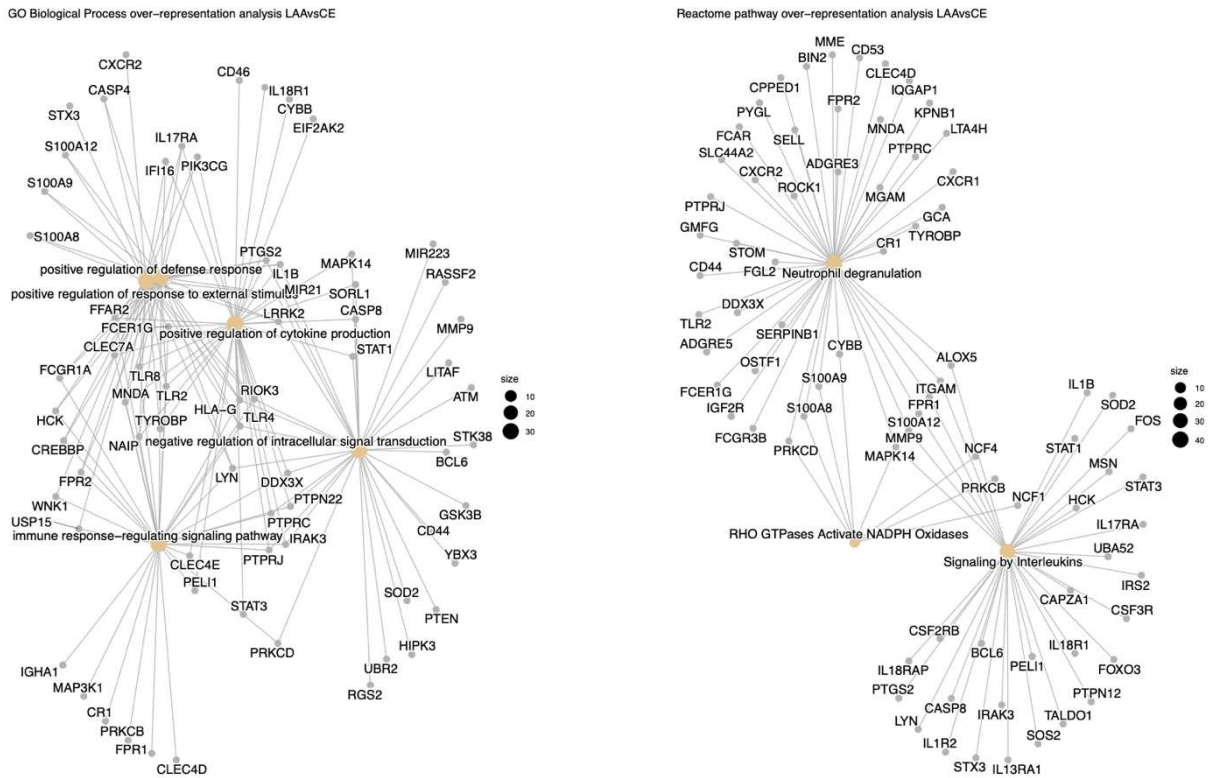 GO Biological Process over−representation analysis LAAvsCE
CXCR2
CD46
CASP4
IL18R1
CYBB
STX3
EIF2AK2
IL17RA
S100A12
IFI16
PIK3CG
S100A9
S100A8
PTGS2
MIR223
MAPK14
positive regulation of defense response
IL1B
RASSF2
positive regulation of response to external stimulus
MIR21
SORL1
FFAR2
LRRK2
CASP8
FCER1G
positive regulation of cytokine production
MMP9
CLEC7A
STAT1
FCGR1A
TLR8
LITAF
MNDA
TLR2
RIOK3
ATM
HCK
TYROBP
HLA−G
TLR4
CREBBP
NAIP
negative regulation of intracellular signal transduction
STK38
BCL6
FPR2
LYN
DDX3X
WNK1
PTPN22
GSK3B
USP15
PTPRC
CD44
immune response−regulating signaling pathway
IRAK3
PTPRJ
YBX3
CLEC4E
PELI1
SOD2
STAT3
PTEN
PRKCD
HIPK3
IGHA1
UBR2
MAP3K1
RGS2
CR1
PRKCB
FPR1
CLEC4D
size
10
20
30
Reactome pathway over−representation analysis LAAvsCE
MME
BIN2
CD53
CLEC4D
CPPED1
IQGAP1
FPR2
PYGL
KPNB1
FCAR
SELL
MNDA
LTA4H
SLC44A2
PTPRC
ADGRE3
CXCR2
CXCR1
ROCK1
MGAM
PTPRJ
GCA
GMFG
TYROBP
STOM
CR1
CD44
FGL2
Neutrophil degranulation
DDX3X
TLR2
SERPINB1
ADGRE5
CYBB
OSTF1
ALOX5
FCER1G
S100A9
ITGAM
IL1B
IGF2R
S100A8
FPR1
SOD2
FCGR3B
S100A12
FOS
PRKCD
MMP9
STAT1
MAPK14
NCF4
MSN
PRKCB
STAT3
NCF1
HCK
RHO GTPases Activate NADPH Oxidases
IL17RA
UBA52
Signaling by Interleukins
IRS2
CAPZA1
CSF3R
CSF2RB
BCL6
IL18R1
IL18RAP
PELI1
FOXO3
PTGS2
PTPN12
CASP8
IRAK3
TALDO1
LYN
SOS2
IL1R2
STX3
IL13RA1
size
10
20
30
40